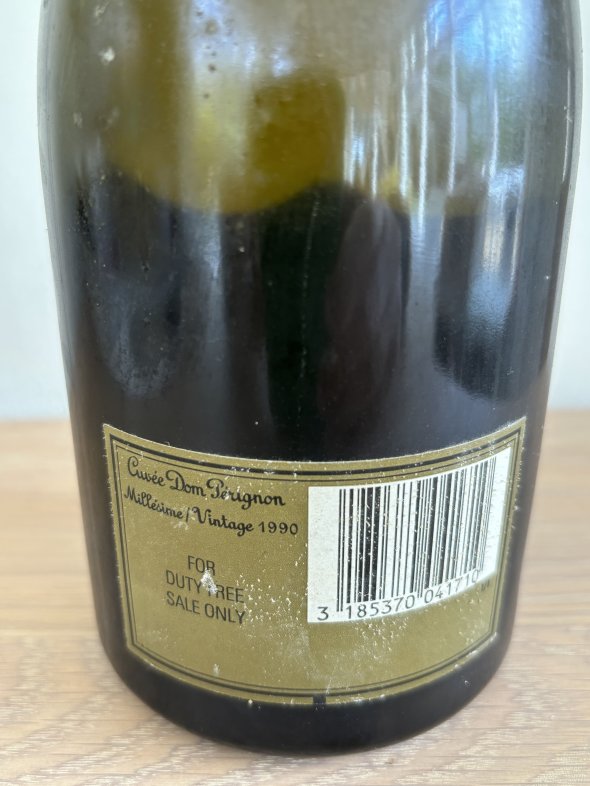 Cuvée Dom Pérignon
Millésime/Vintage 1990
FOR
DUTY FREE
SALE ONLY
3 185370 041710